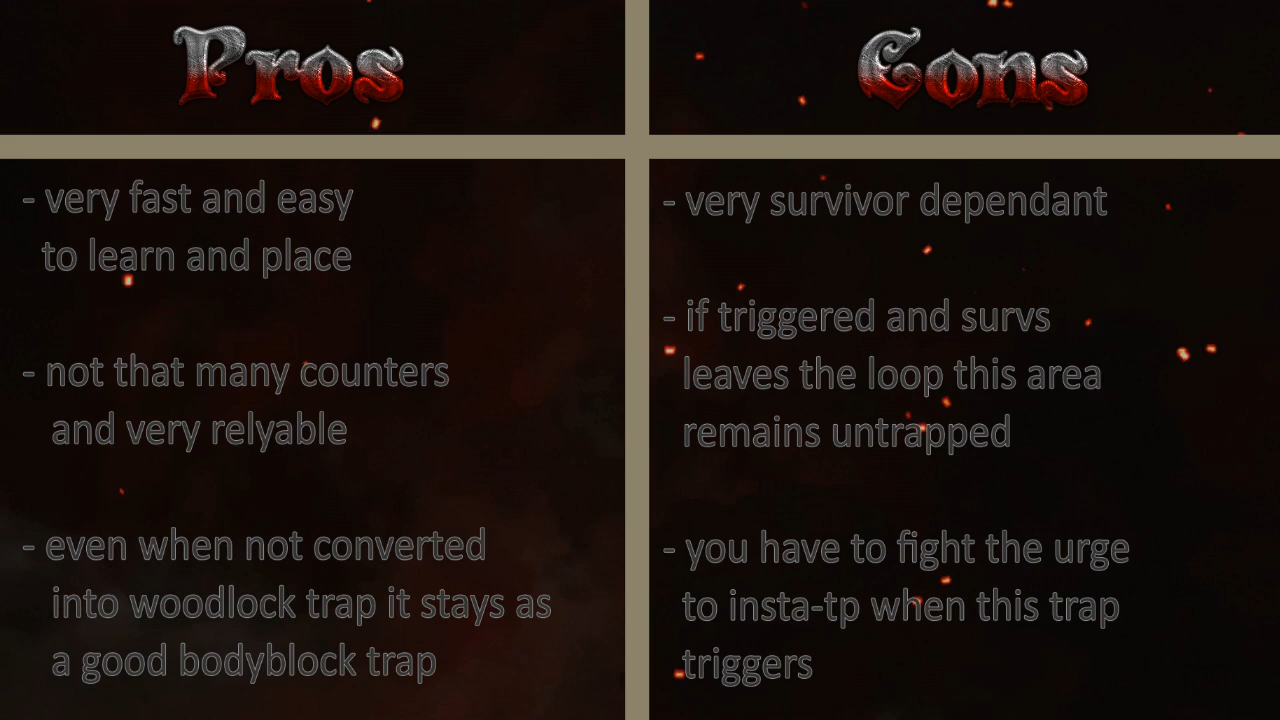 Pros
- very fast and easy
to learn and place
- not that many counters
and very relyable
- even when not converted
into woodlock trap it stays as
a good bodyblock trap
Cons
- very survivor dependant
- if triggered and survs
leaves the loop this area
remains untrapped
- you have to fight the urge
to insta-tp when this trap
triggers